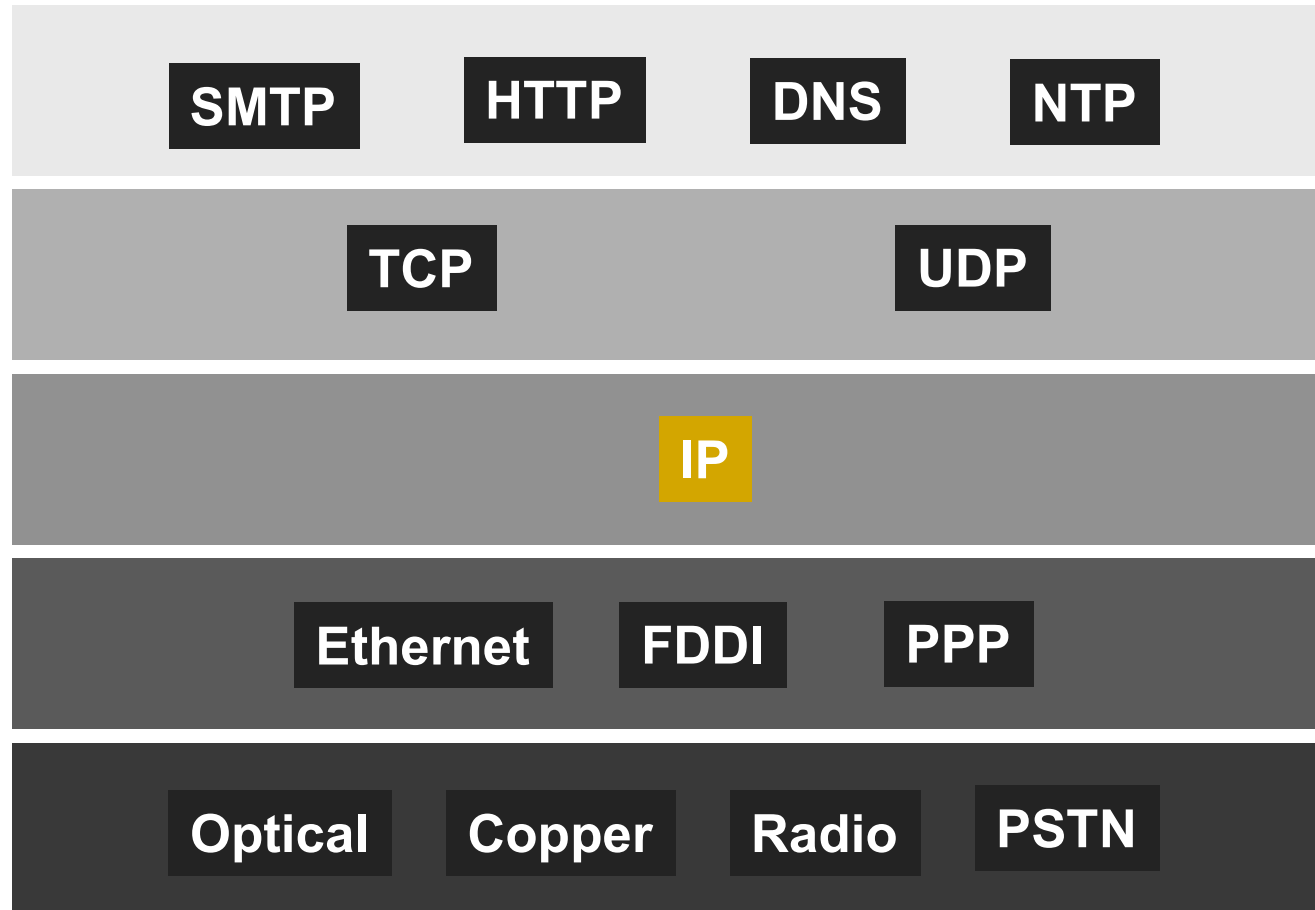 SMTP HTTP DNS NTP
TCP UDP
IP
Ethernet FDDI PPP
Optical Copper Radio PSTN